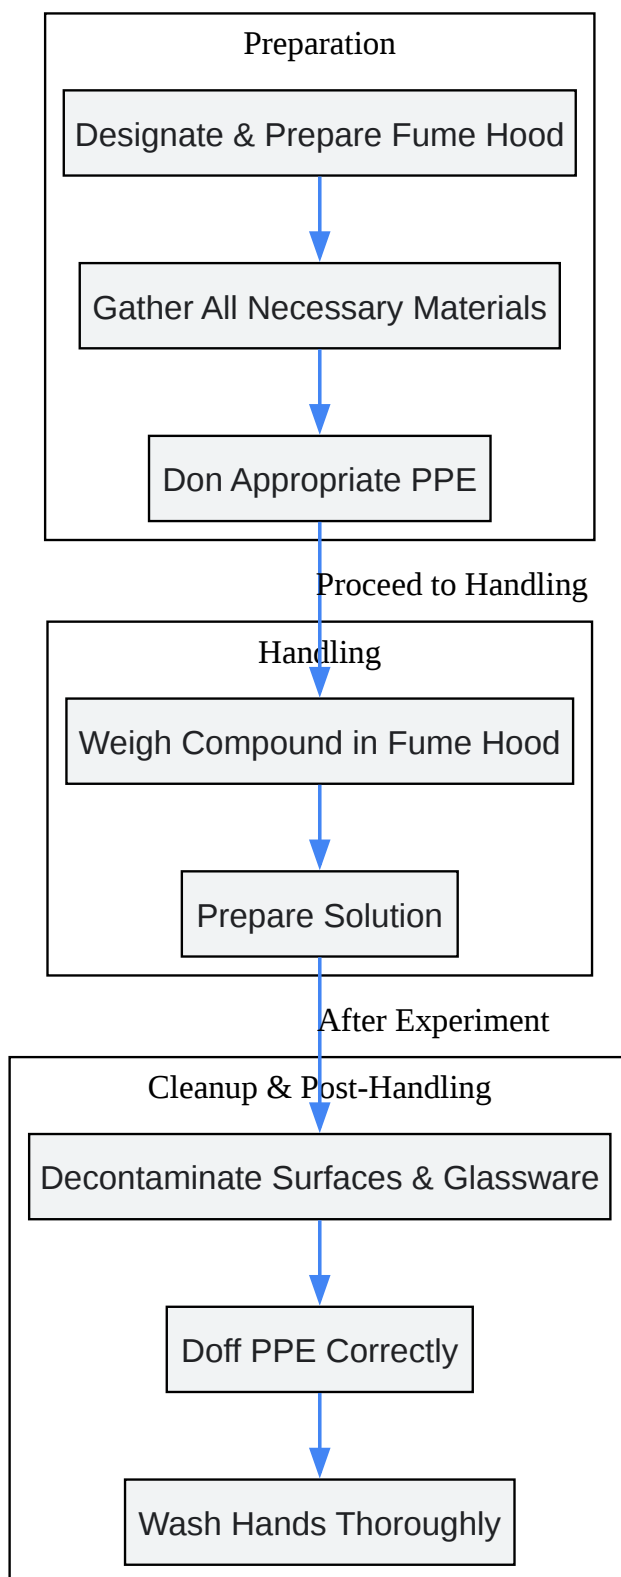 Preparation
Designate & Prepare Fume Hood
Gather All Necessary Materials
Don Appropriate PPE
Proceed to Handling
Handling
Weigh Compound in Fume Hood
Prepare Solution
After Experiment
Cleanup & Post-Handling
Decontaminate Surfaces & Glassware
Doff PPE Correctly
Wash Hands Thoroughly